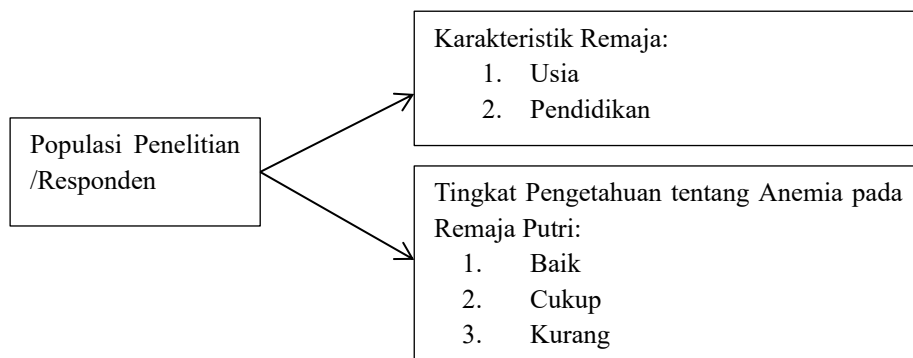 Populasi Penelitian
/Responden
Karakteristik Remaja:
1. Usia
2. Pendidikan
Tingkat Pengetahuan tentang Anemia pada
Remaja Putri:
1. Baik
2. Cukup
3. Kurang